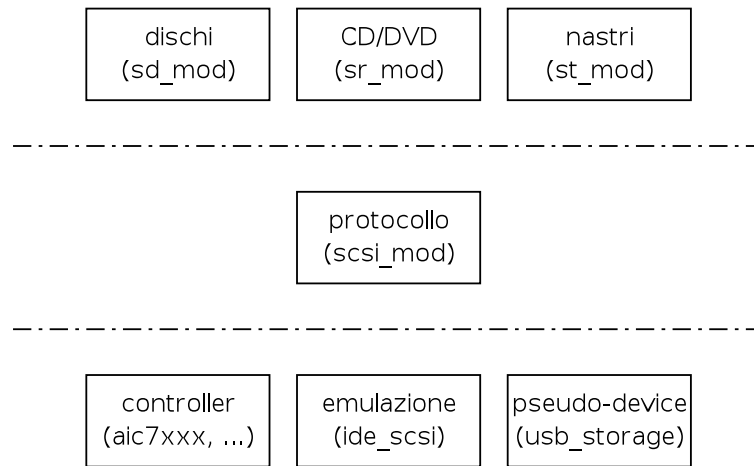 dischi
(sd_mod)
CD/DVD
(sr_mod)
nastri
(st_mod)
protocollo
(scsi_mod)
controller
(aic7xxx, ...)
emulazione
(ide_scsi)
pseudo-device
(usb_storage)